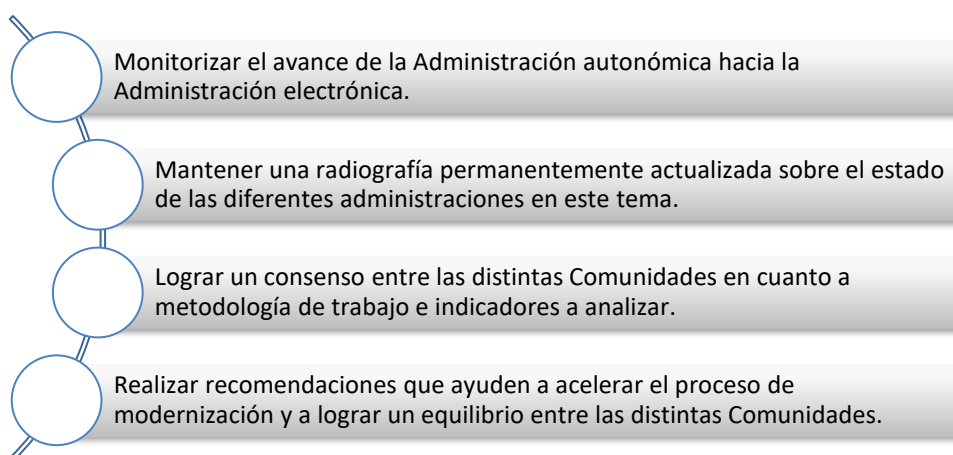 Monitorizar el avance de la Administración autonómica hacia la
Administración electrónica.
Mantener una radiografía permanentemente actualizada sobre el estado
de las diferentes administraciones en este tema.
Lograr un consenso entre las distintas Comunidades en cuanto a
metodología de trabajo e indicadores a analizar.
Realizar recomendaciones que ayuden a acelerar el proceso de
modernización y a lograr un equilibrio entre las distintas Comunidades.